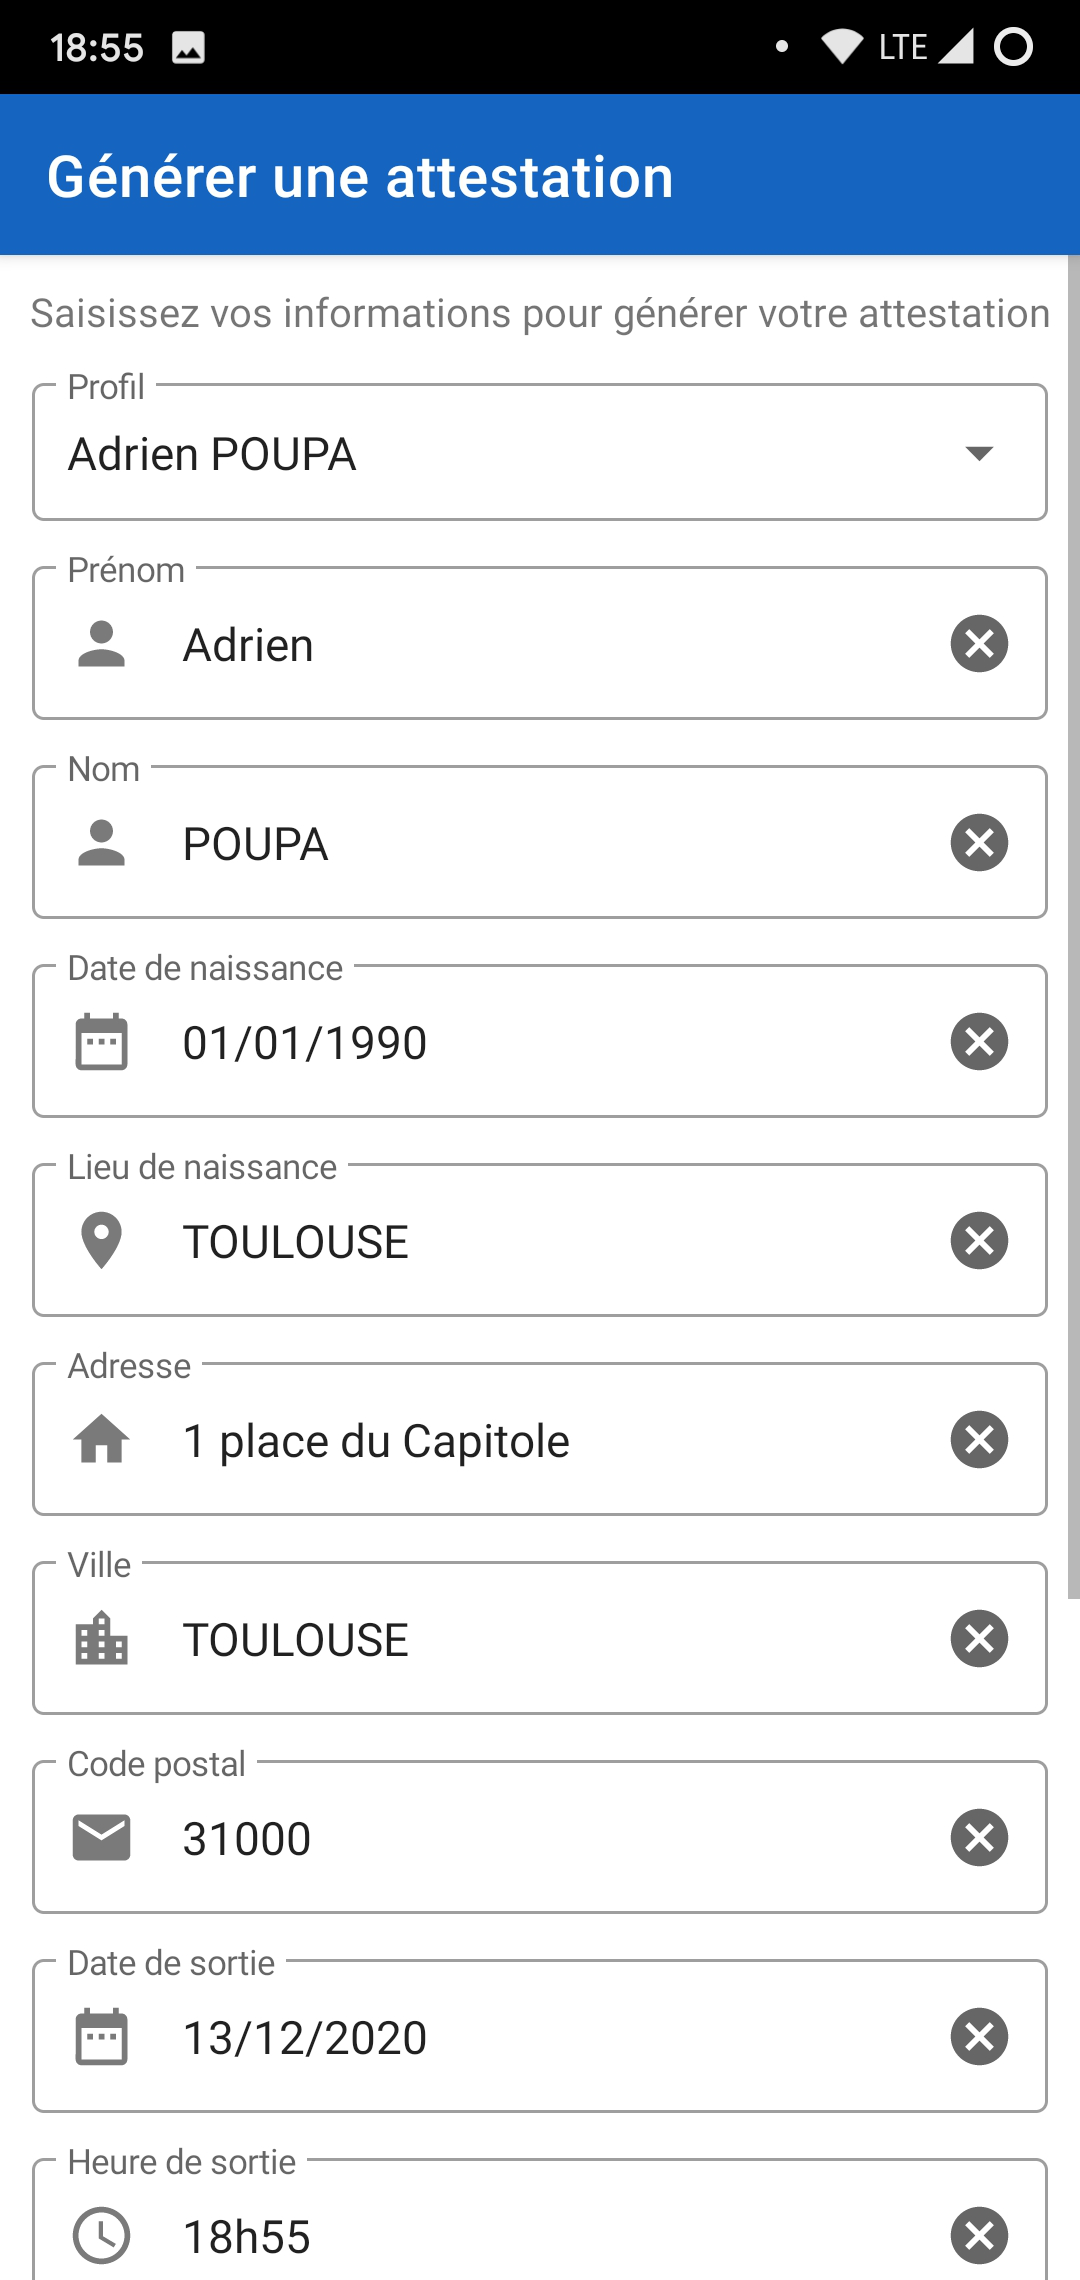 18:55
LTE
Générer une attestation
Saisissez vos informations pour générer votre attestation
Profil
Adrien POUPA
Prénom
Adrien
Nom
POUPA
Date de naissance
01/01/1990
Lieu de naissance
TOULOUSE
Adresse
1 place du Capitole
Ville
TOULOUSE
Code postal
31000
Date de sortie
13/12/2020
Heure de sortie
18h55